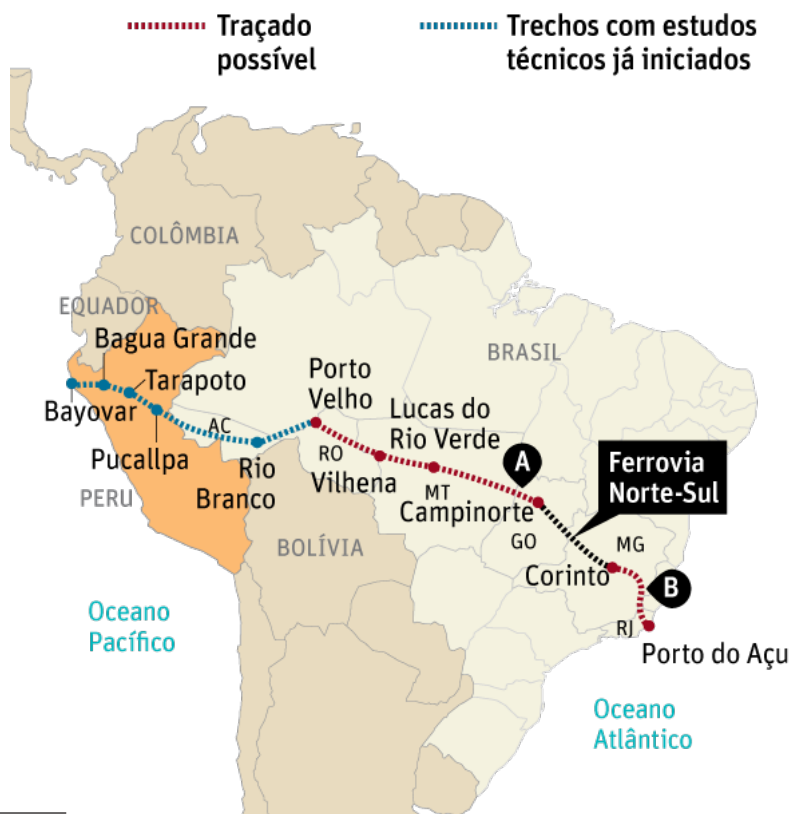 Traçado
possível
Trechos com estudos
técnicos já iniciados
COLÔMBIA
EQUADOR
Bagua Grande
BRASIL
Tarapoto
Porto
Velho
Bayovar
Lucas do
Rio Verde
AC
Pucallpa
RO
Rio
Branco
Vilhena
A
Ferrovia
Norte-Sul
PERU
MT
Campinorte
GO
MG
BOLÍVIA
Corinto
B
Oceano
Pacífico
RJ
Porto do Açu
Oceano
Atlântico